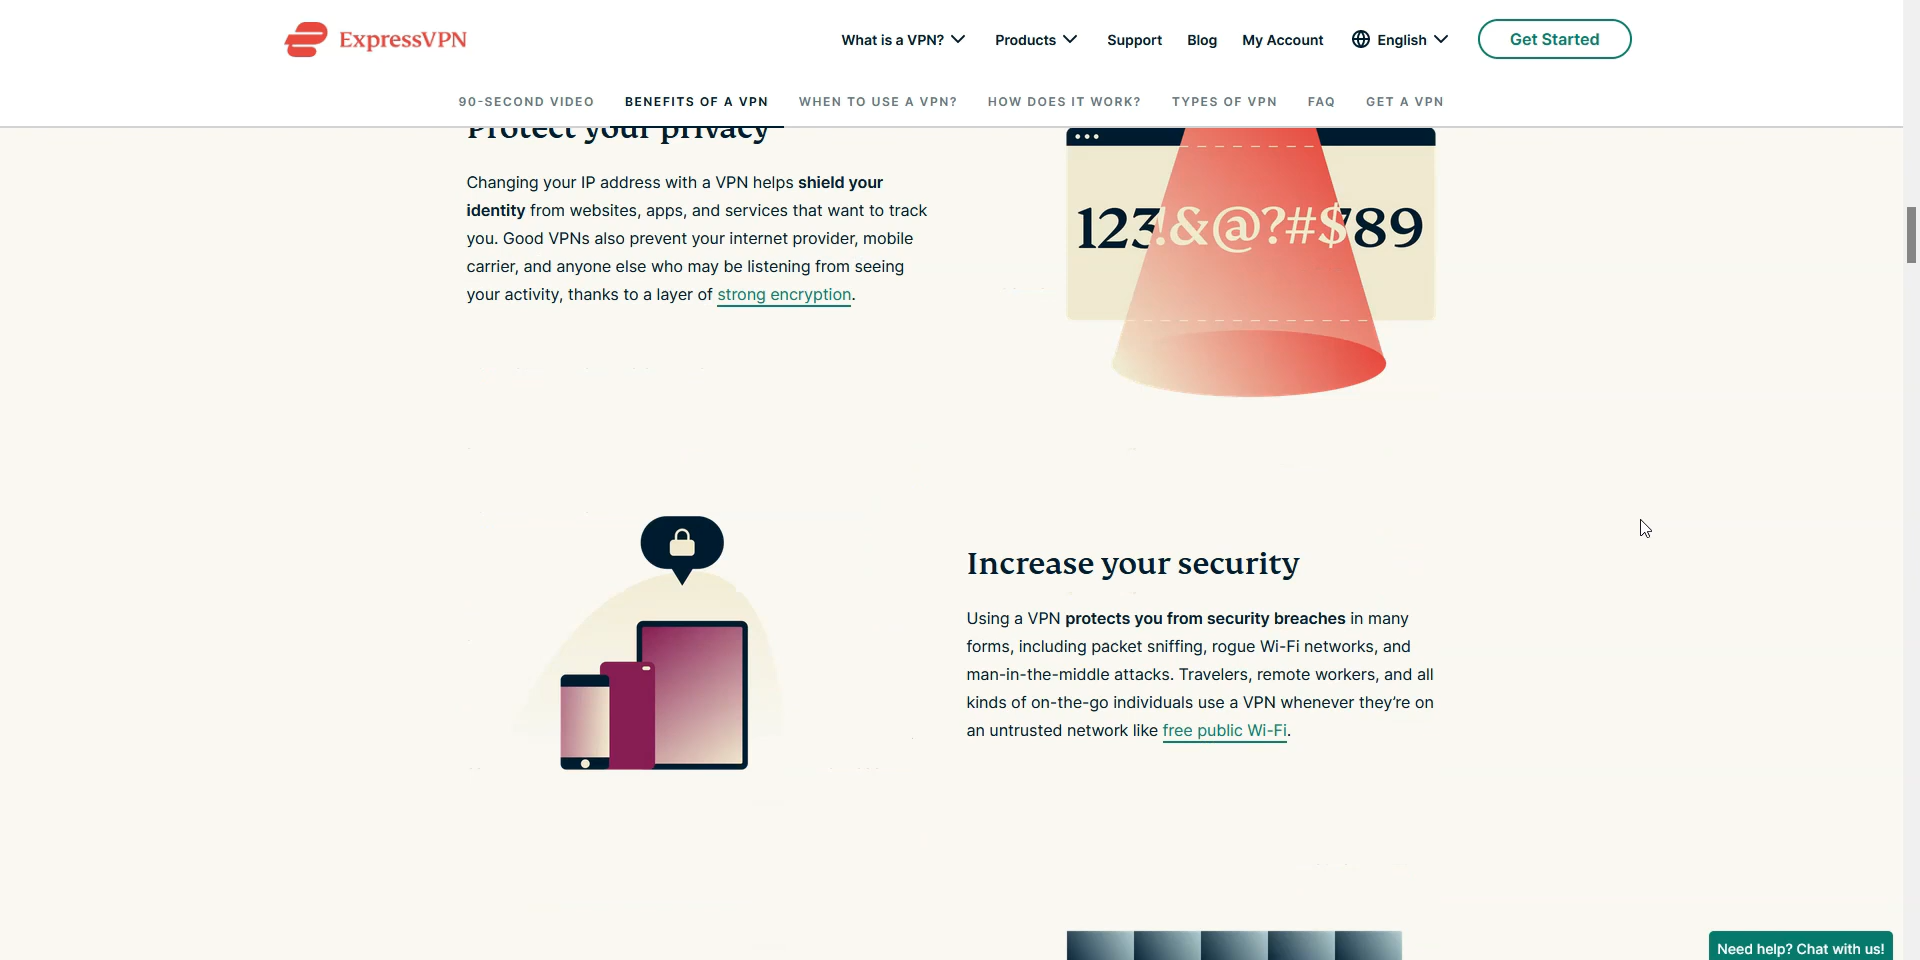 ExpressVPN
What is a VPN?
Products
Support
Blog
My Account
English
Get Started
90-SECOND VIDEO
BENEFITS OF A VPN
WHEN TO USE A VPN?
HOW DOES IT WORK?
TYPES OF VPN
FAQ
GET A VPN
Protect your privacy
Changing your IP address with a VPN helps shield your
identity from websites, apps, and services that want to track
you. Good VPNs also prevent your internet provider, mobile
carrier, and anyone else who may be listening from seeing
your activity, thanks to a layer of strong encryption.
123!&@?#$789
Increase your security
Using a VPN protects you from security breaches in many
forms, including packet sniffing, rogue Wi-Fi networks, and
man-in-the-middle attacks. Travelers, remote workers, and all
kinds of on-the-go individuals use a VPN whenever they’re on
an untrusted network like free public Wi-Fi.
Need help? Chat with us!